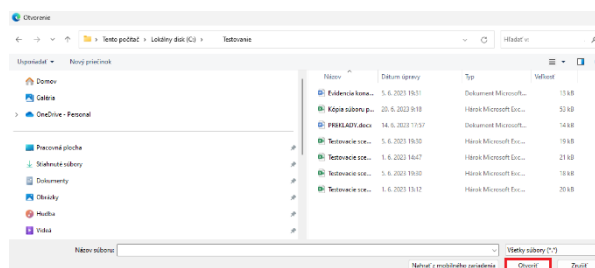 Otvorenie
Tento počítač › Lokálny disk (C:) › Testovanie
Hľadať v:
Usporiadať Nový priečinok
Domov
Galéria
OneDrive - Personal
Pracovná plocha
Stiahnuté súbory
Dokumenty
Obrázky
Hudba
Videá
Názov Dátum úpravy Typ Veľkosť
Evidencia kona... 5. 6. 2023 19:51 Dokument Microsoft... 15 kB
Kópia súboru p... 20. 6. 2023 9:18 Hárok Microsoft Exc... 53 kB
PREKLADY.docx 14. 6. 2023 17:57 Dokument Microsoft... 14 kB
Testovacie sce... 5. 6. 2023 19:50 Hárok Microsoft Exc... 19 kB
Testovacie sce... 1. 6. 2023 14:47 Hárok Microsoft Exc... 21 kB
Testovacie sce... 5. 6. 2023 19:50 Hárok Microsoft Exc... 18 kB
Testovacie sce... 1. 6. 2023 15:12 Hárok Microsoft Exc... 20 kB
Názov súboru: Všetky súbory (*.*)
Nahrať z mobilného zariadenia Otvoriť Zrušiť